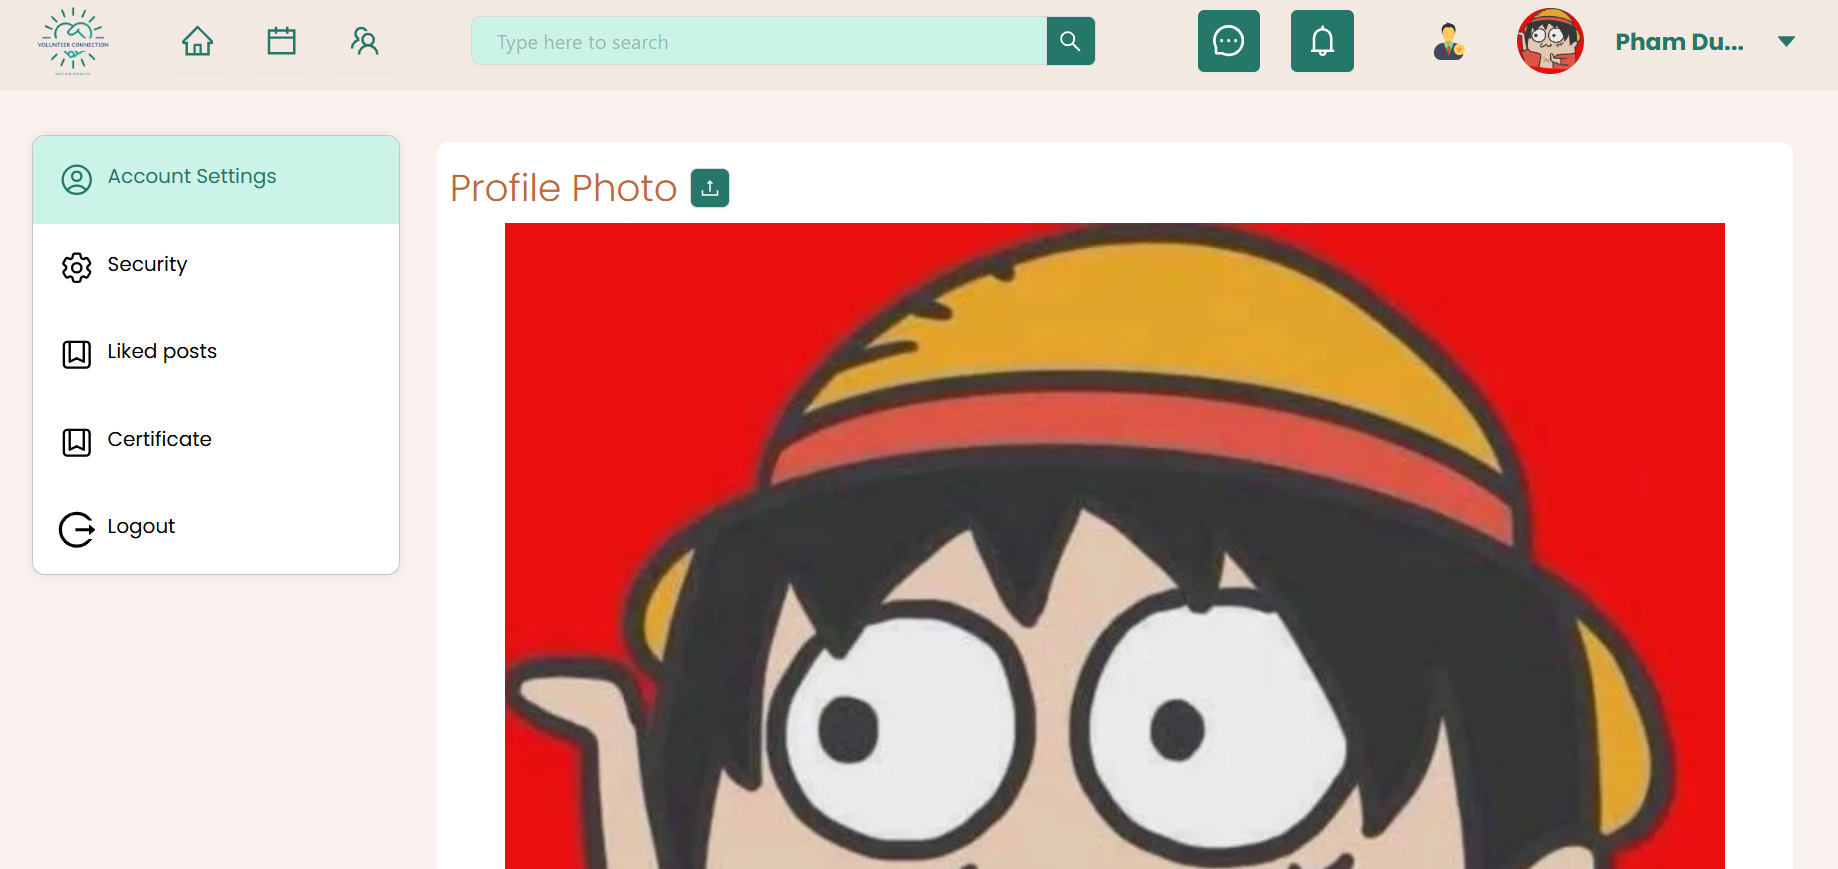 VOLUNTEER CONNECTION
Type here to search
Pham Du...
Account Settings
Security
Liked posts
Certificate
Logout
Profile Photo